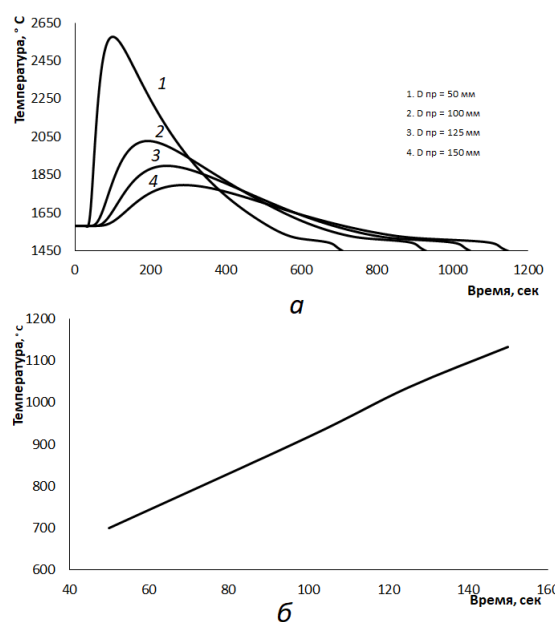 Температура, ° С
2650
2450
2250
2050
1850
1650
1450
1
2
3
4
1. D пр = 50 мм
2. D пр = 100 мм
3. D пр = 125 мм
4. D пр = 150 мм
0 200 400 600 800 1000 1200
Время, сек
а
Температура, ° с
1200
1100
1000
900
800
700
600
40 60 80 100 120 140 160
Время, сек
б